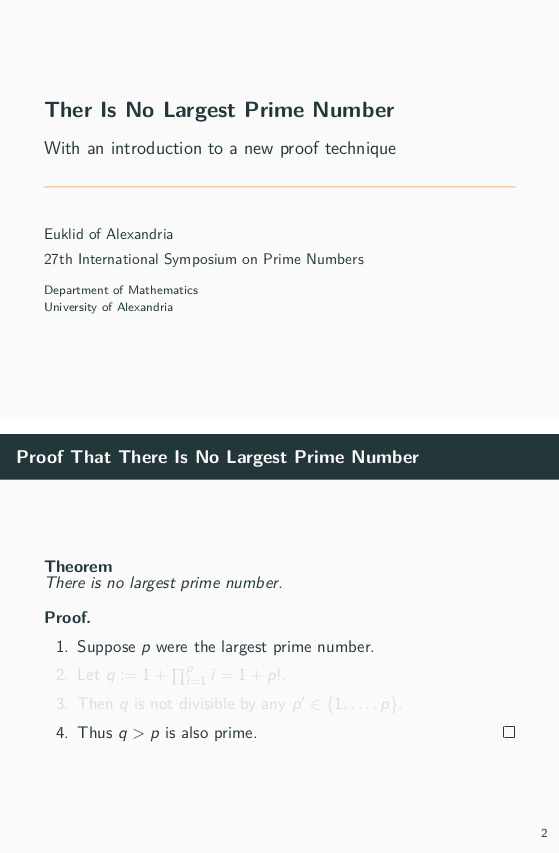 Ther Is No Largest Prime Number
With an introduction to a new proof technique
Euklid of Alexandria
27th International Symposium on Prime Numbers
Department of Mathematics
University of Alexandria
Proof That There Is No Largest Prime Number
Theorem
There is no largest prime number.
Proof.
1. Suppose p were the largest prime number.
2. Let q := 1 + ∏_{i=1}^{p} i = 1 + p!.
3. Then q is not divisible by any p′ ∈ {1, . . . , p}.
4. Thus q > p is also prime. □
2